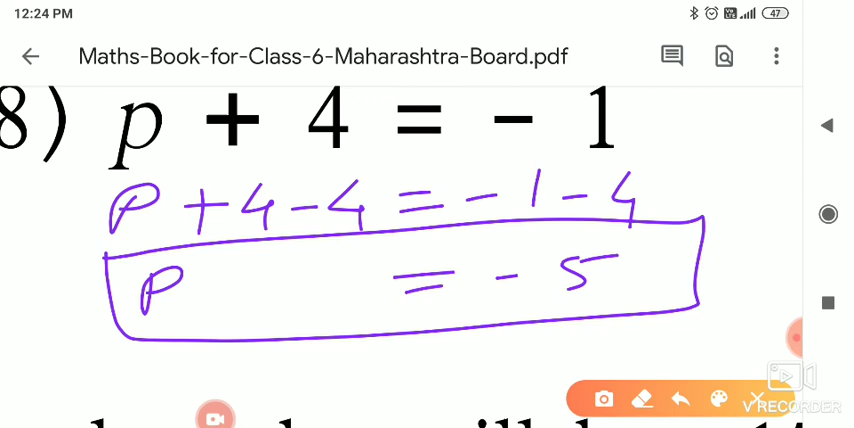 12:24 PM
47
Maths-Book-for-Class-6-Maharashtra-Board.pdf
8) p + 4 = - 1
P + 4 - 4 = - 1 - 4
P = - 5
V RECORDER